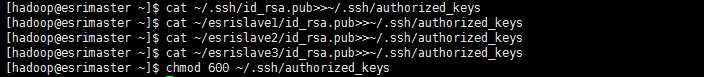 [hadoop@esrimaster ~]$ cat ~/.ssh/id_rsa.pub>>~/.ssh/authorized_keys
[hadoop@esrimaster ~]$ cat ~/esrislave1/id_rsa.pub>>~/.ssh/authorized_keys
[hadoop@esrimaster ~]$ cat ~/esrislave2/id_rsa.pub>>~/.ssh/authorized_keys
[hadoop@esrimaster ~]$ cat ~/esrislave3/id_rsa.pub>>~/.ssh/authorized_keys
[hadoop@esrimaster ~]$ chmod 600 ~/.ssh/authorized_keys